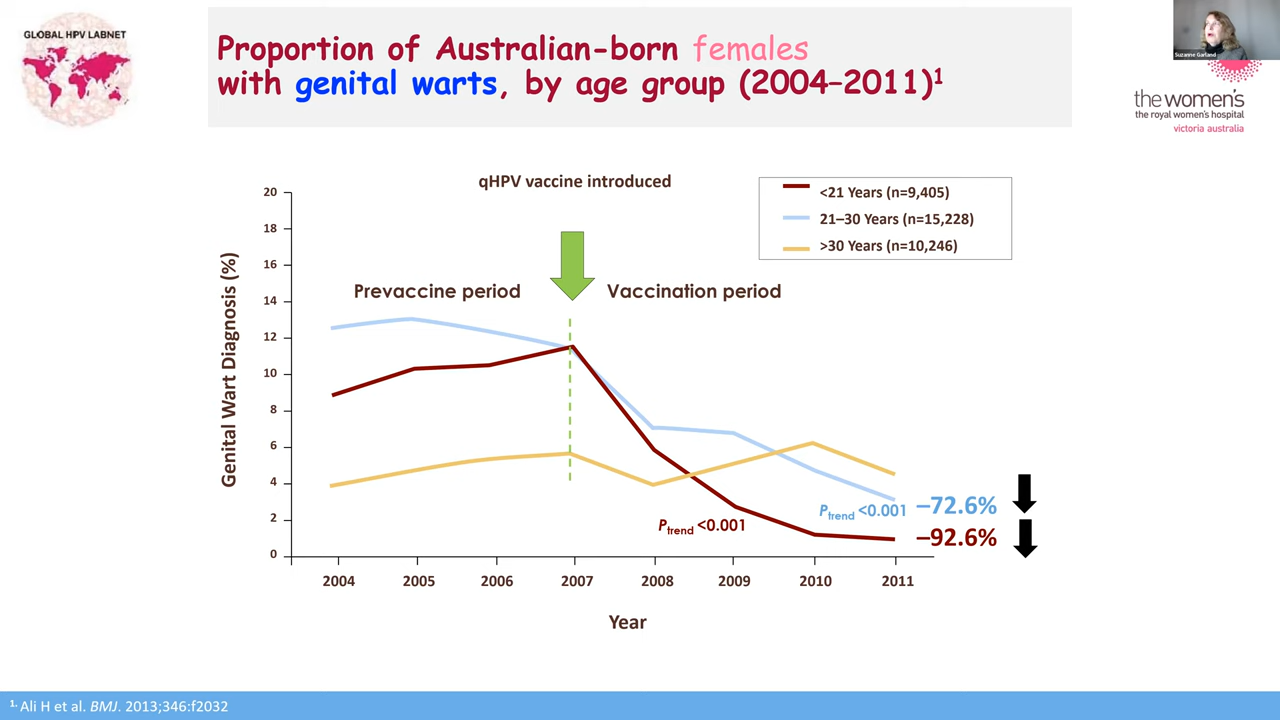 GLOBAL HPV LABNET
Proportion of Australian-born females
with genital warts, by age group (2004–2011)¹
Suzanne Garland
the women's
the royal women's hospital
victoria australia
qHPV vaccine introduced
<21 Years (n=9,405)
21–30 Years (n=15,228)
>30 Years (n=10,246)
Prevaccine period
Vaccination period
Genital Wart Diagnosis (%)
20
18
16
14
12
10
8
6
4
2
0
Ptrend <0.001
–72.6%
Ptrend <0.001
–92.6%
2004 2005 2006 2007 2008 2009 2010 2011
Year
1. Ali H et al. BMJ. 2013;346:f2032